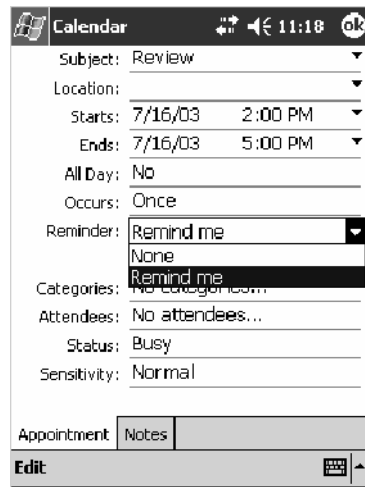 Calendar 11:18 ok
Subject: Review
Location:
Starts: 7/16/03 2:00 PM
Ends: 7/16/03 5:00 PM
All Day: No
Occurs: Once
Reminder: Remind me
None
Remind me
Categories: No categories...
Attendees: No attendees...
Status: Busy
Sensitivity: Normal
Appointment Notes
Edit